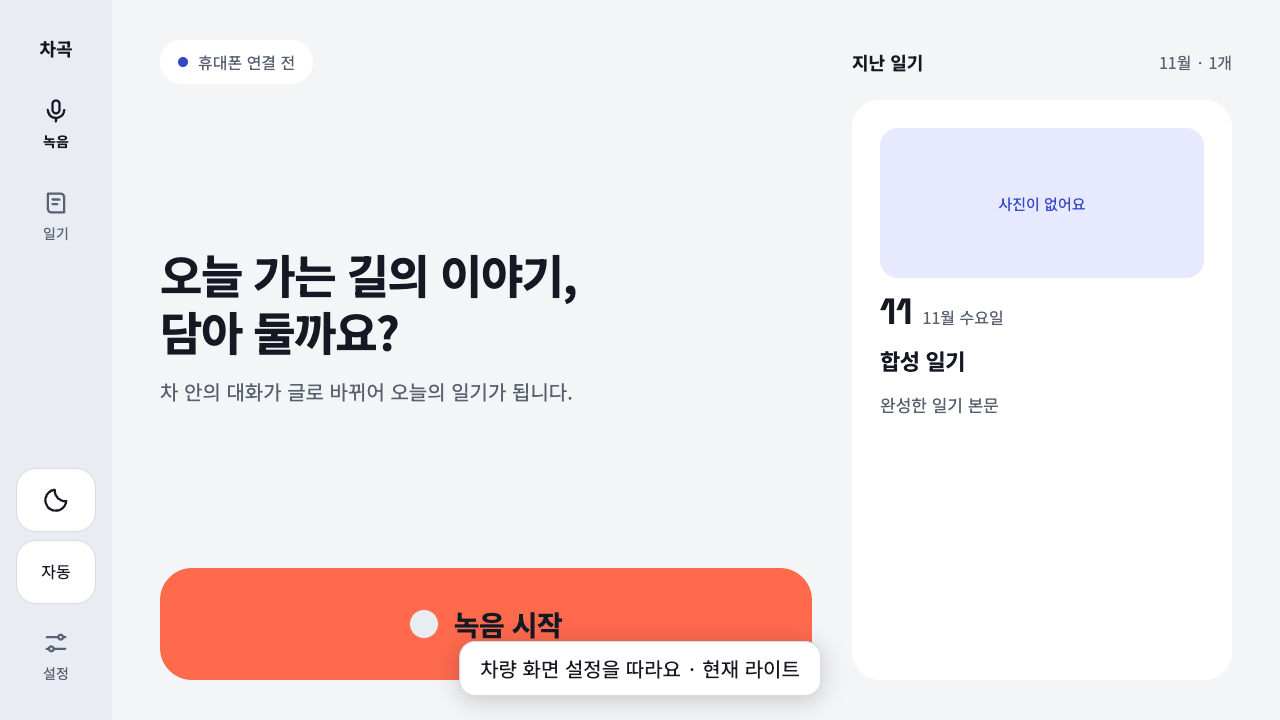 차곡
녹음
일기
자동
설정
휴대폰 연결 전
오늘 가는 길의 이야기,
담아 둘까요?
차 안의 대화가 글로 바뀌어 오늘의 일기가 됩니다.
녹음 시작
차량 화면 설정을 따라요 · 현재 라이트
지난 일기
11월 · 1개
사진이 없어요
11 11월 수요일
합성 일기
완성한 일기 본문